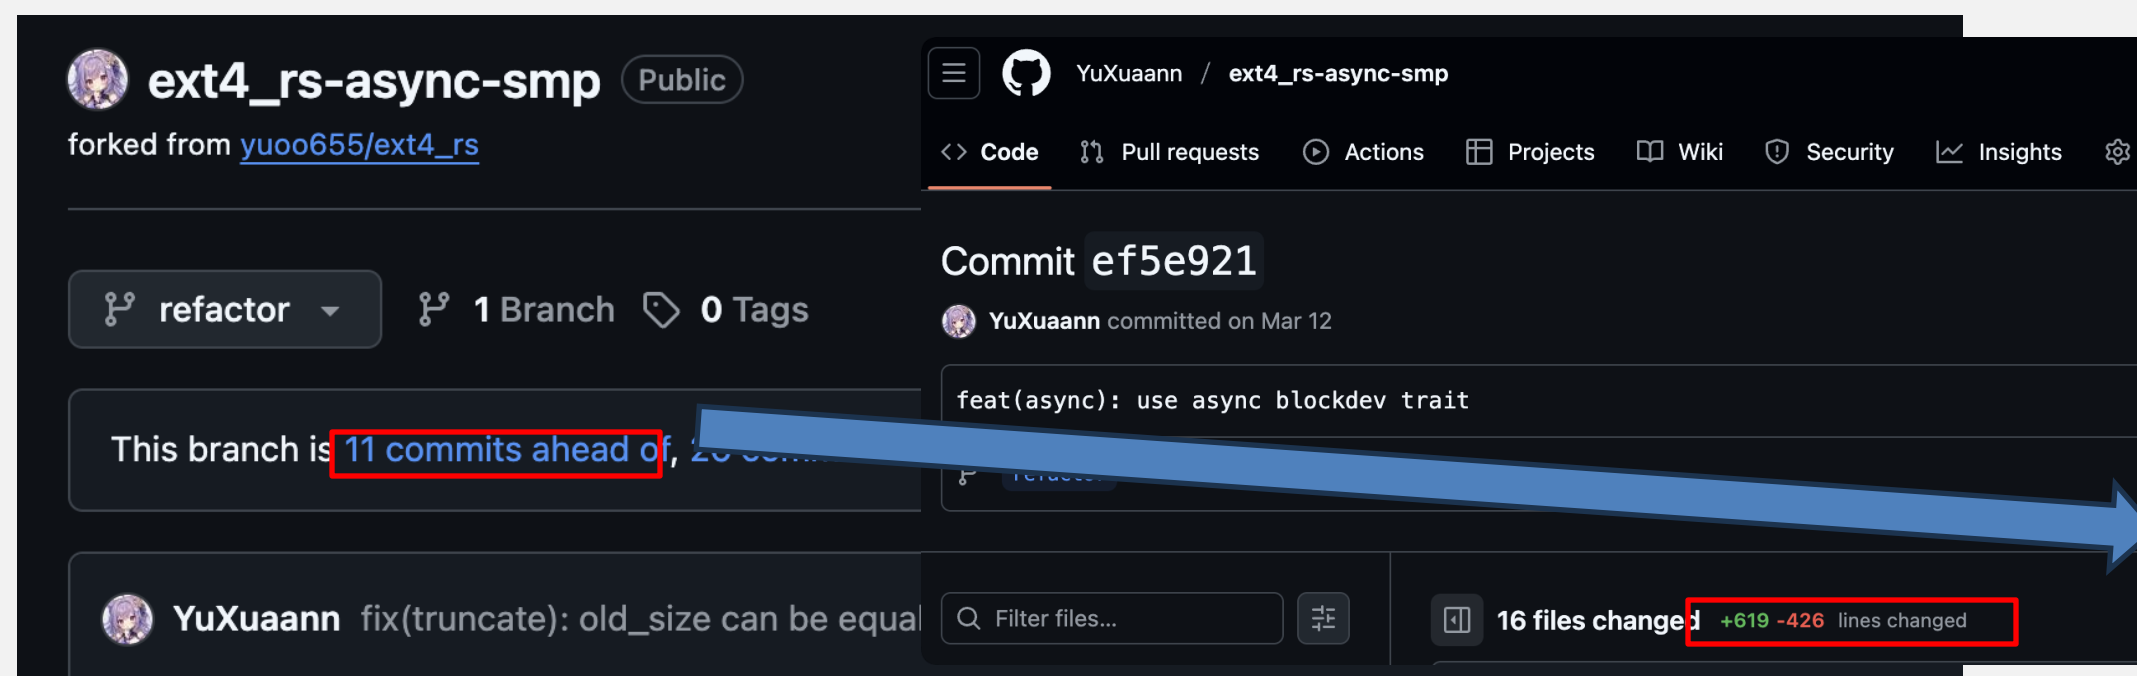 ext4_rs-async-smp Public
forked from yuoo655/ext4_rs
refactor 1 Branch 0 Tags
This branch is 11 commits ahead of,
YuXuaann fix(truncate): old_size can be equal
YuXuaann / ext4_rs-async-smp
Code Pull requests Actions Projects Wiki Security Insights
Commit ef5e921
YuXuaann committed on Mar 12
feat(async): use async blockdev trait
refactor
Filter files...
16 files changed +619 -426 lines changed